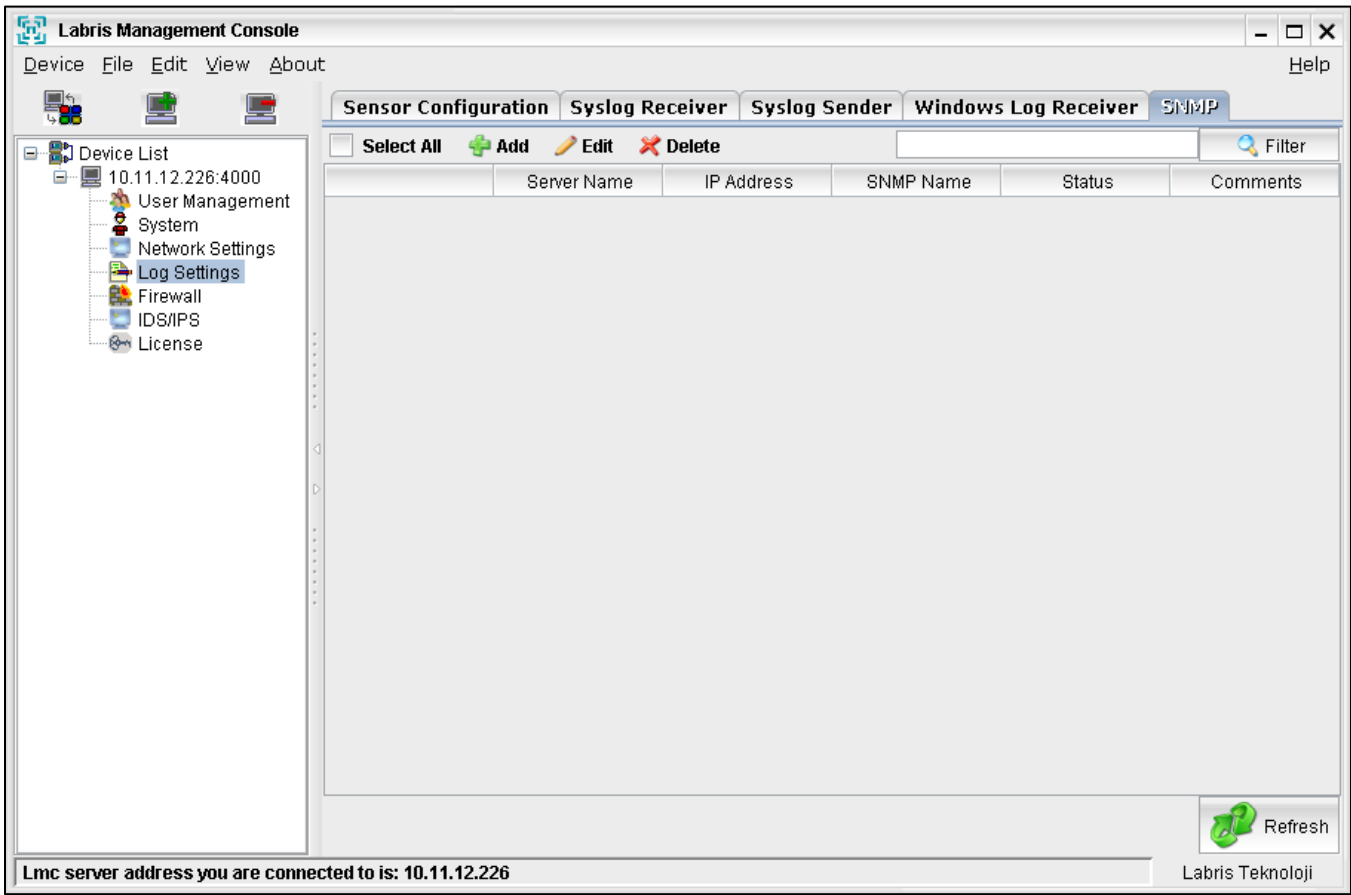 Labris Management Console
Device File Edit View About Help
Sensor Configuration Syslog Receiver Syslog Sender Windows Log Receiver SNMP
Select All Add Edit Delete Filter
Server Name IP Address SNMP Name Status Comments
Device List
10.11.12.226:4000
User Management
System
Network Settings
Log Settings
Firewall
IDS/IPS
License
Refresh
Lmc server address you are connected to is: 10.11.12.226
Labris Teknoloji